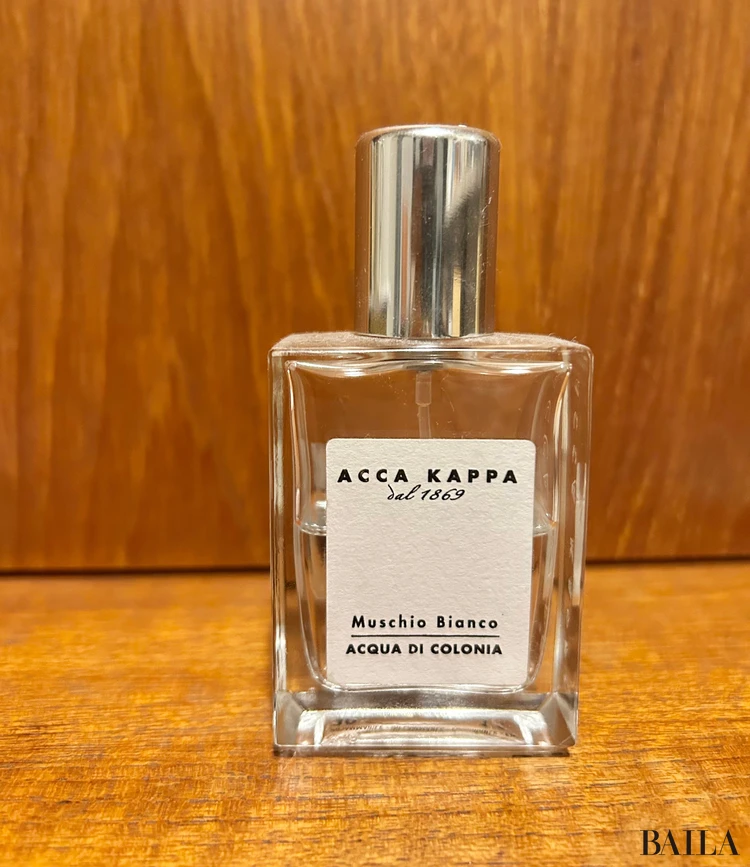 ACCA KAPPA
dal 1869
Muschio Bianco
ACQUA DI COLONIA
BAILA